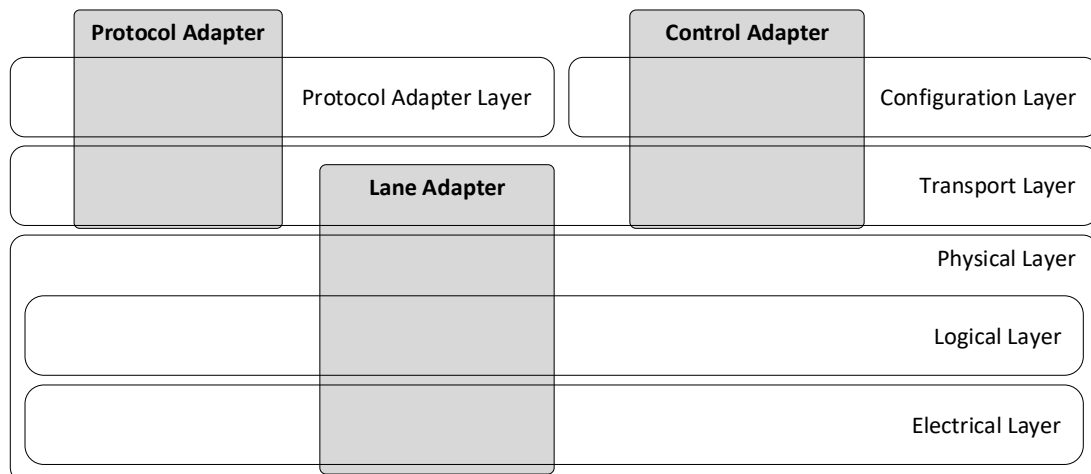 Protocol Adapter
Control Adapter
Protocol Adapter Layer
Configuration Layer
Transport Layer
Lane Adapter
Physical Layer
Logical Layer
Electrical Layer